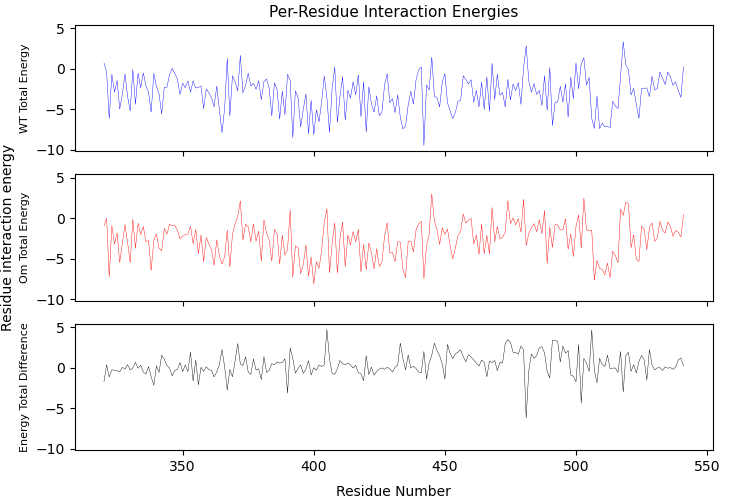 Per-Residue Interaction Energies
Residue interaction energy
WT Total Energy
5
0
−5
−10
Om Total Energy
5
0
−5
−10
Energy Total Difference
5
0
−5
−10
350 400 450 500 550
Residue Number